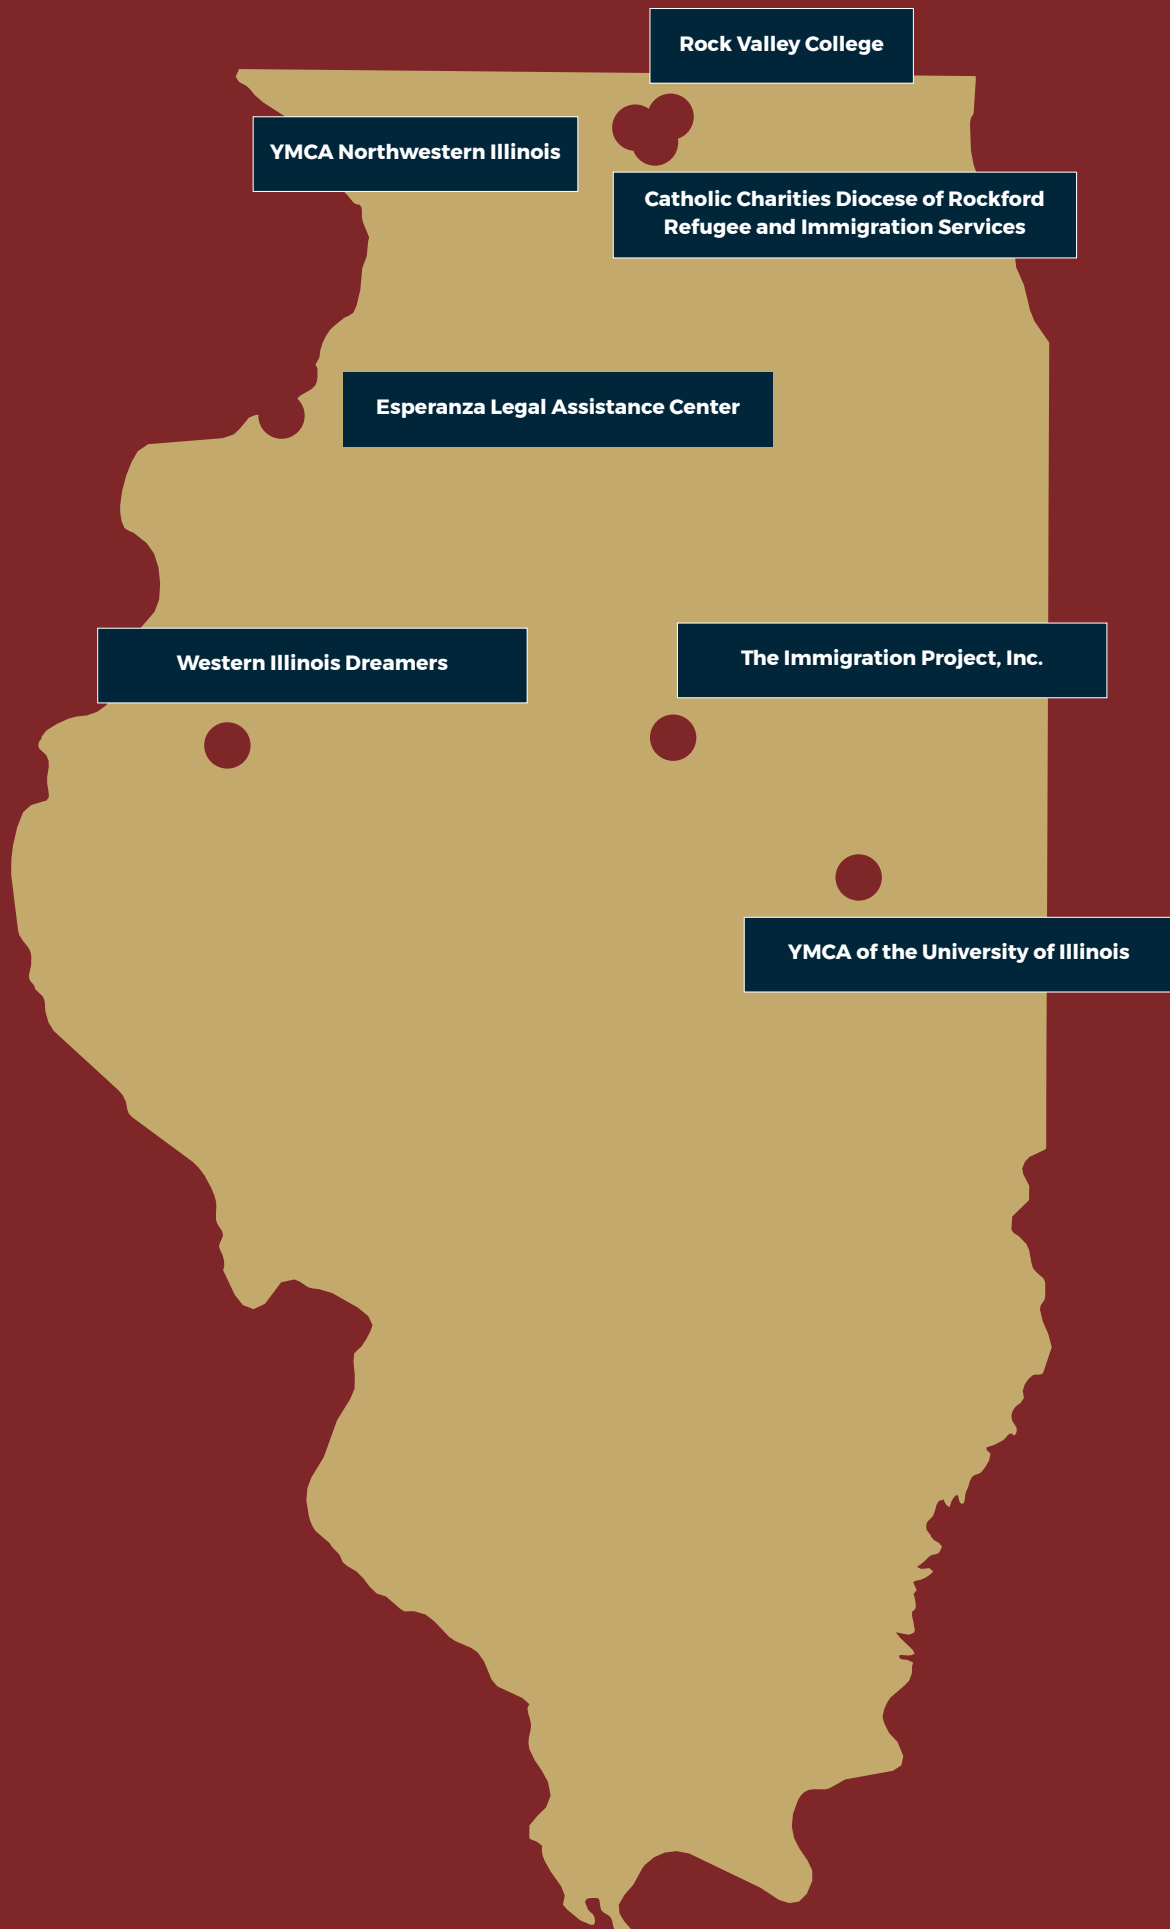 Rock Valley College
YMCA Northwestern Illinois
Catholic Charities Diocese of Rockford
Refugee and Immigration Services
Esperanza Legal Assistance Center
Western Illinois Dreamers
The Immigration Project, Inc.
YMCA of the University of Illinois